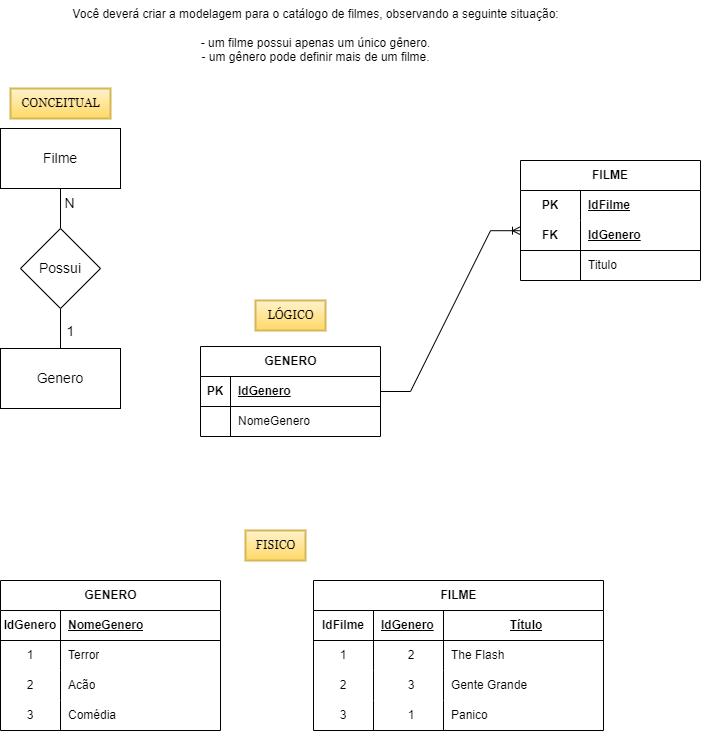 Você deverá criar a modelagem para o catálogo de filmes, observando a seguinte situação:
- um filme possui apenas um único gênero.
- um gênero pode definir mais de um filme.
CONCEITUAL
Filme
N
Possui
1
Genero
FILME
PK IdFilme
FK IdGenero
Titulo
LÓGICO
GENERO
PK IdGenero
NomeGenero
FISICO
GENERO
IdGenero NomeGenero
1 Terror
2 Acão
3 Comédia
FILME
IdFilme IdGenero Título
1 2 The Flash
2 3 Gente Grande
3 1 Panico